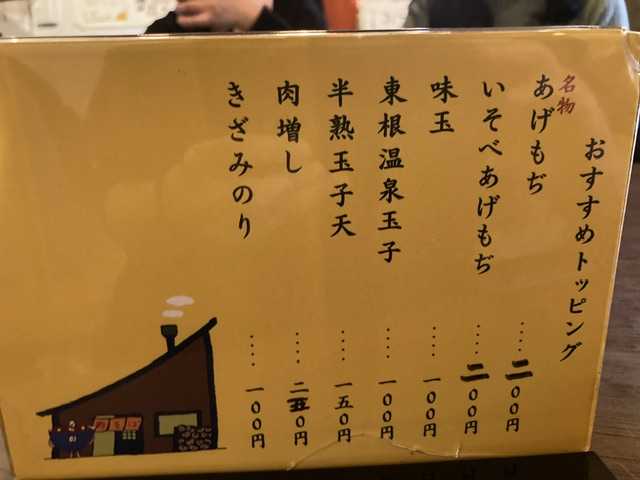 おすすめトッピング
名物
あげもぢ
‥‥二〇〇円
いそべあげもぢ
‥‥二〇〇円
味玉
‥‥一〇〇円
東根温泉玉子
‥‥一〇〇円
半熟玉子天
‥‥一五〇円
肉増し
‥‥二五〇円
きざみのり
‥‥一〇〇円